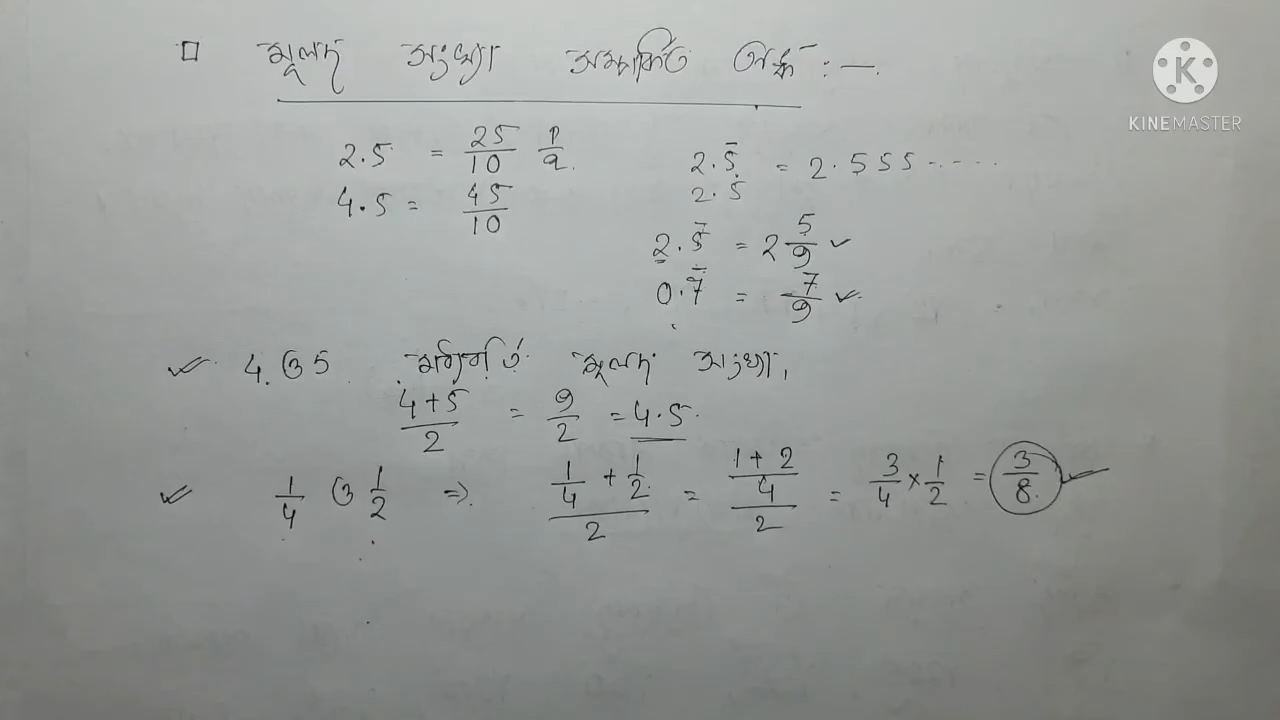 □ মূলদ সংখ্যা সম্পর্কিত অঙ্ক :—
KINEMASTER
2.5 = 25/10 p/q.
4.5 = 45/10
2.5̄ = 2.555.....
2.5̇
2.5̄ = 2 5/9 ✓
0.7̄ = 7/9 ✓
✓ 4 ও 5 মধ্যবর্তী মূলদ সংখ্যা।
(4+5)/2 = 9/2 = 4.5
✓ 1/4 ও 1/2 ⇒ (1/4 + 1/2)/2 = ((1+2)/4)/2 = 3/4 × 1/2 = 3/8 ✓